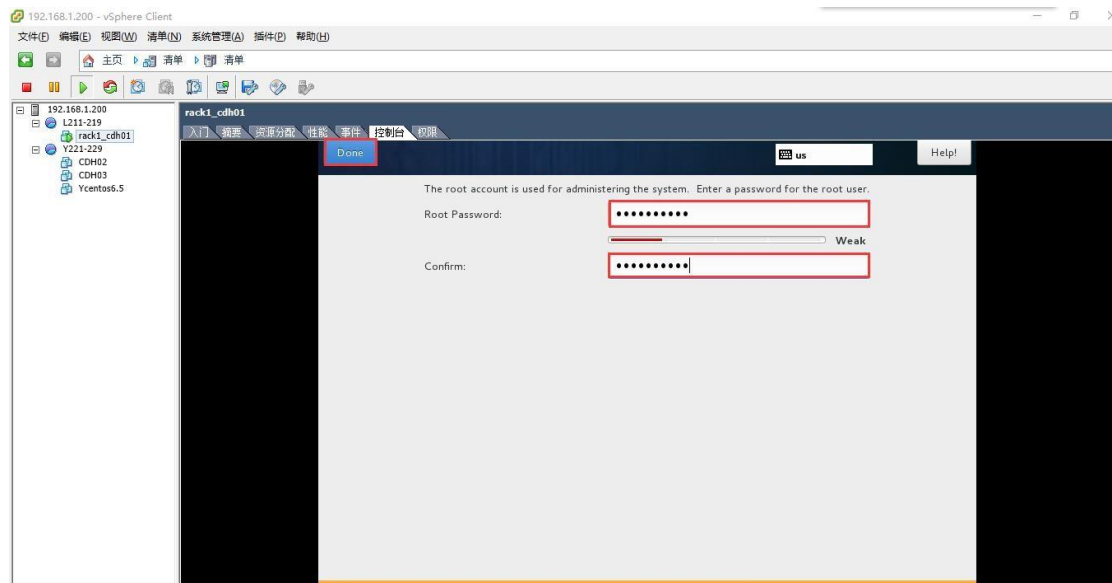 192.168.1.200 - vSphere Client
文件(F) 编辑(E) 视图(W) 清单(N) 系统管理(A) 插件(P) 帮助(H)
主页 清单 清单
192.168.1.200
L211-219
rack1_cdh01
Y221-229
CDH02
CDH03
Ycentos6.5
rack1_cdh01
入门 摘要 资源分配 性能 事件 控制台 权限
Done us Help!
The root account is used for administering the system. Enter a password for the root user.
Root Password: ••••••••••
Weak
Confirm: ••••••••••